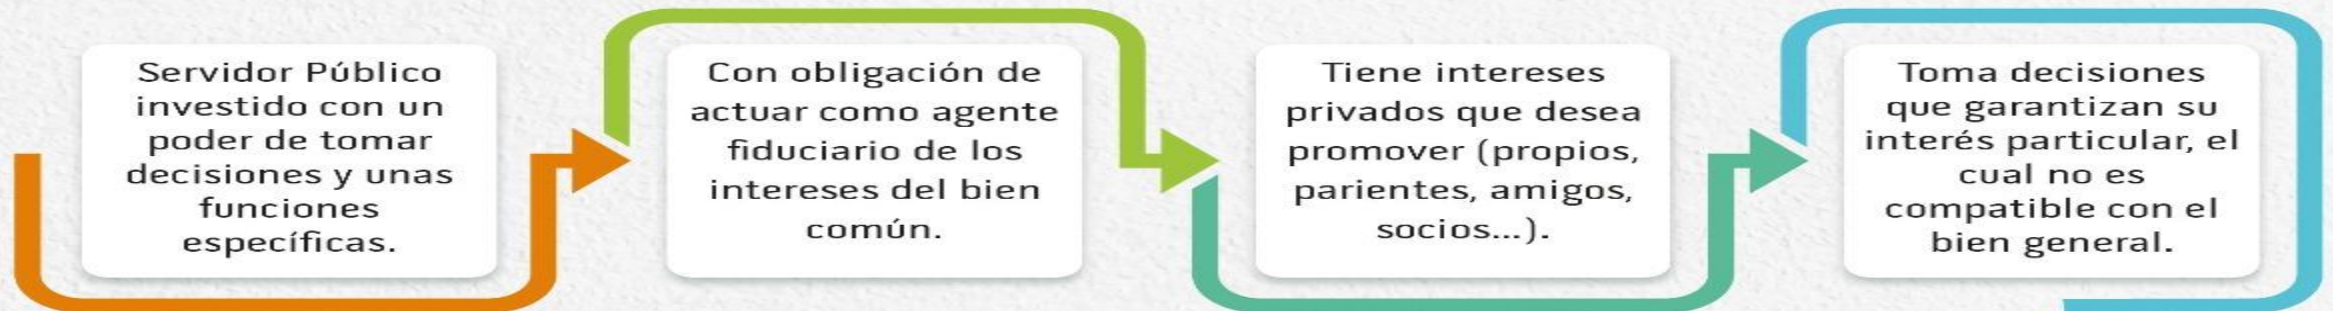 Servidor Público
investido con un
poder de tomar
decisiones y unas
funciones
específicas.
Con obligación de
actuar como agente
fiduciario de los
intereses del bien
común.
Tiene intereses
privados que desea
promover (propios,
parientes, amigos,
socios...).
Toma decisiones
que garantizan su
interés particular, el
cual no es
compatible con el
bien general.